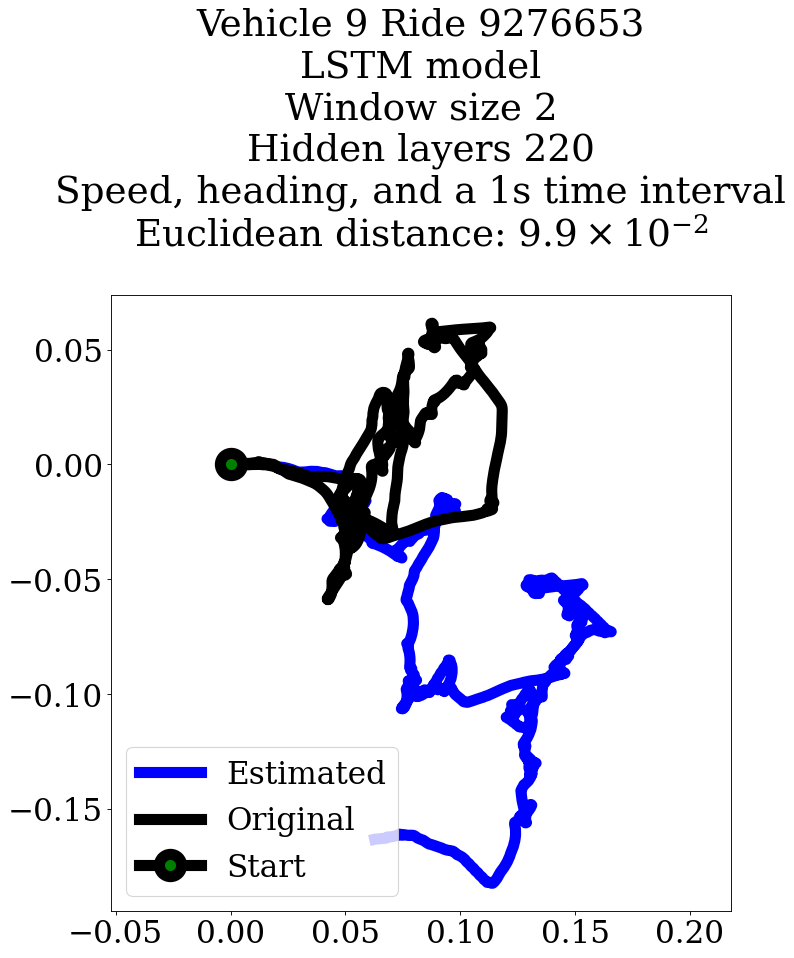 Vehicle 9 Ride 9276653
LSTM model
Window size 2
Hidden layers 220
Speed, heading, and a 1s time interval
Euclidean distance: 9.9 × 10⁻²
0.05
0.00
−0.05
−0.10
−0.15
Estimated
Original
Start
−0.05 0.00 0.05 0.10 0.15 0.20